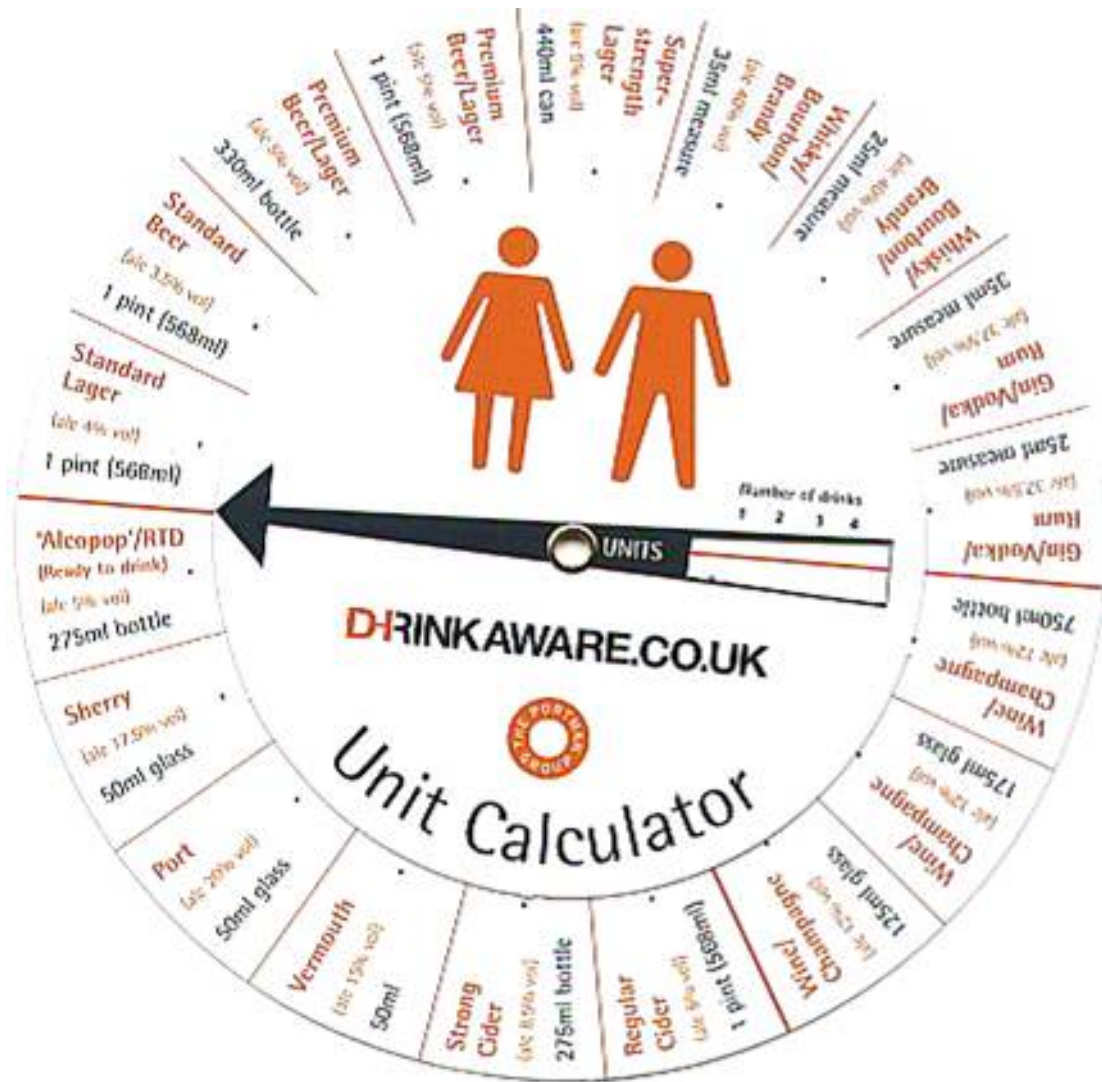 Premium
Beer/Lager
(alc 5% vol)
1 pint (568ml)
Super-
strength
Lager
(alc 9% vol)
440ml can
Whisky/
Bourbon/
Brandy
(alc 40% vol)
35ml measure
Whisky/
Bourbon/
Brandy
(alc 40% vol)
25ml measure
Gin/Vodka/
Rum
(alc 37.5% vol)
35ml measure
Gin/Vodka/
Rum
(alc 37.5% vol)
25ml measure
Wine/
Champagne
(alc 12% vol)
750ml bottle
Wine/
Champagne
(alc 12% vol)
175ml glass
Wine/
Champagne
(alc 12% vol)
125ml glass
Regular
Cider
(alc 6% vol)
1 pint (568ml)
Strong
Cider
(alc 8.5% vol)
275ml bottle
Vermouth
(alc 15% vol)
50ml
Port
(alc 20% vol)
50ml glass
Sherry
(alc 17.5% vol)
50ml glass
'Alcopop'/RTD
(Ready to drink)
(alc 5% vol)
275ml bottle
Standard
Lager
(alc 4% vol)
1 pint (568ml)
Standard
Beer
(alc 3.5% vol)
1 pint (568ml)
Premium
Beer/Lager
(alc 5% vol)
330ml bottle
Number of drinks
1 2 3 4
UNITS
DRINKAWARE.CO.UK
THE PORTMAN GROUP
Unit Calculator